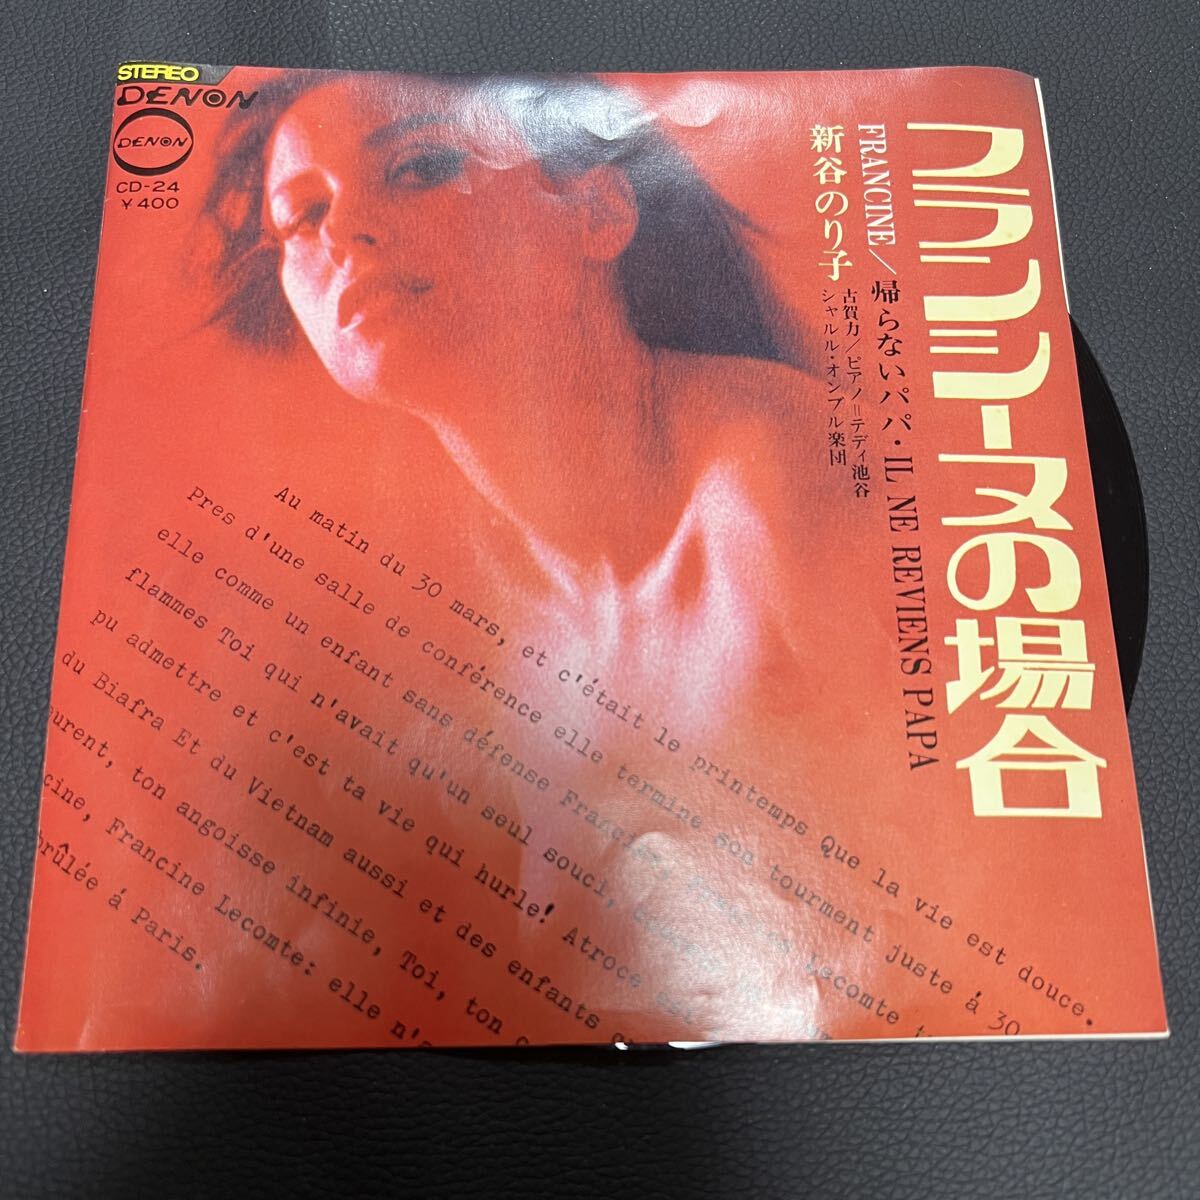 STEREO
DENON
DENON
CD-24
¥400
フランシーヌの場合
FRANCINE/帰らないパパ・IL NE REVIENS PAPA
新谷のり子
古賀力/ピアノ=テディ池谷
シャルル・オンブル楽団
Au matin du 30 mars, et c'était le printemps Que la vie est douce.
Pres d'une salle de conférence elle termine son tourment juste á 30
elle comme un enfant sans défense Lecomte
flammes Toi qui n'avait qu'un seul souci,
pu admettre et c'est ta vie qui hurle! Atroce
du Biafra Et du Vietnam aussi et des enfants
eurent, ton angoisse infinie, Toi, ton
cine, Francine Lecomte: elle
brûlée á Paris.